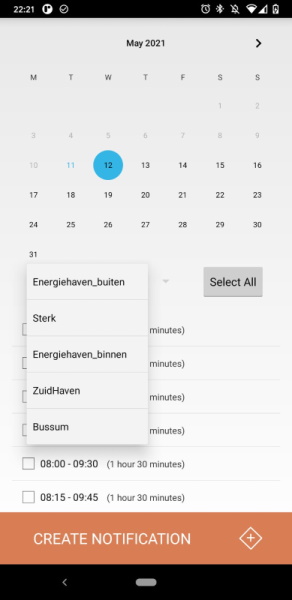 22:21
May 2021
M T W T F S S
1 2
3 4 5 6 7 8 9
10 11 12 13 14 15 16
17 18 19 20 21 22 23
24 25 26 27 28 29 30
31
Energiehaven_buiten
Select All
Sterk
minutes)
Energiehaven_binnen
minutes)
ZuidHaven
minutes)
Bussum
minutes)
08:00 - 09:30 (1 hour 30 minutes)
08:15 - 09:45 (1 hour 30 minutes)
CREATE NOTIFICATION